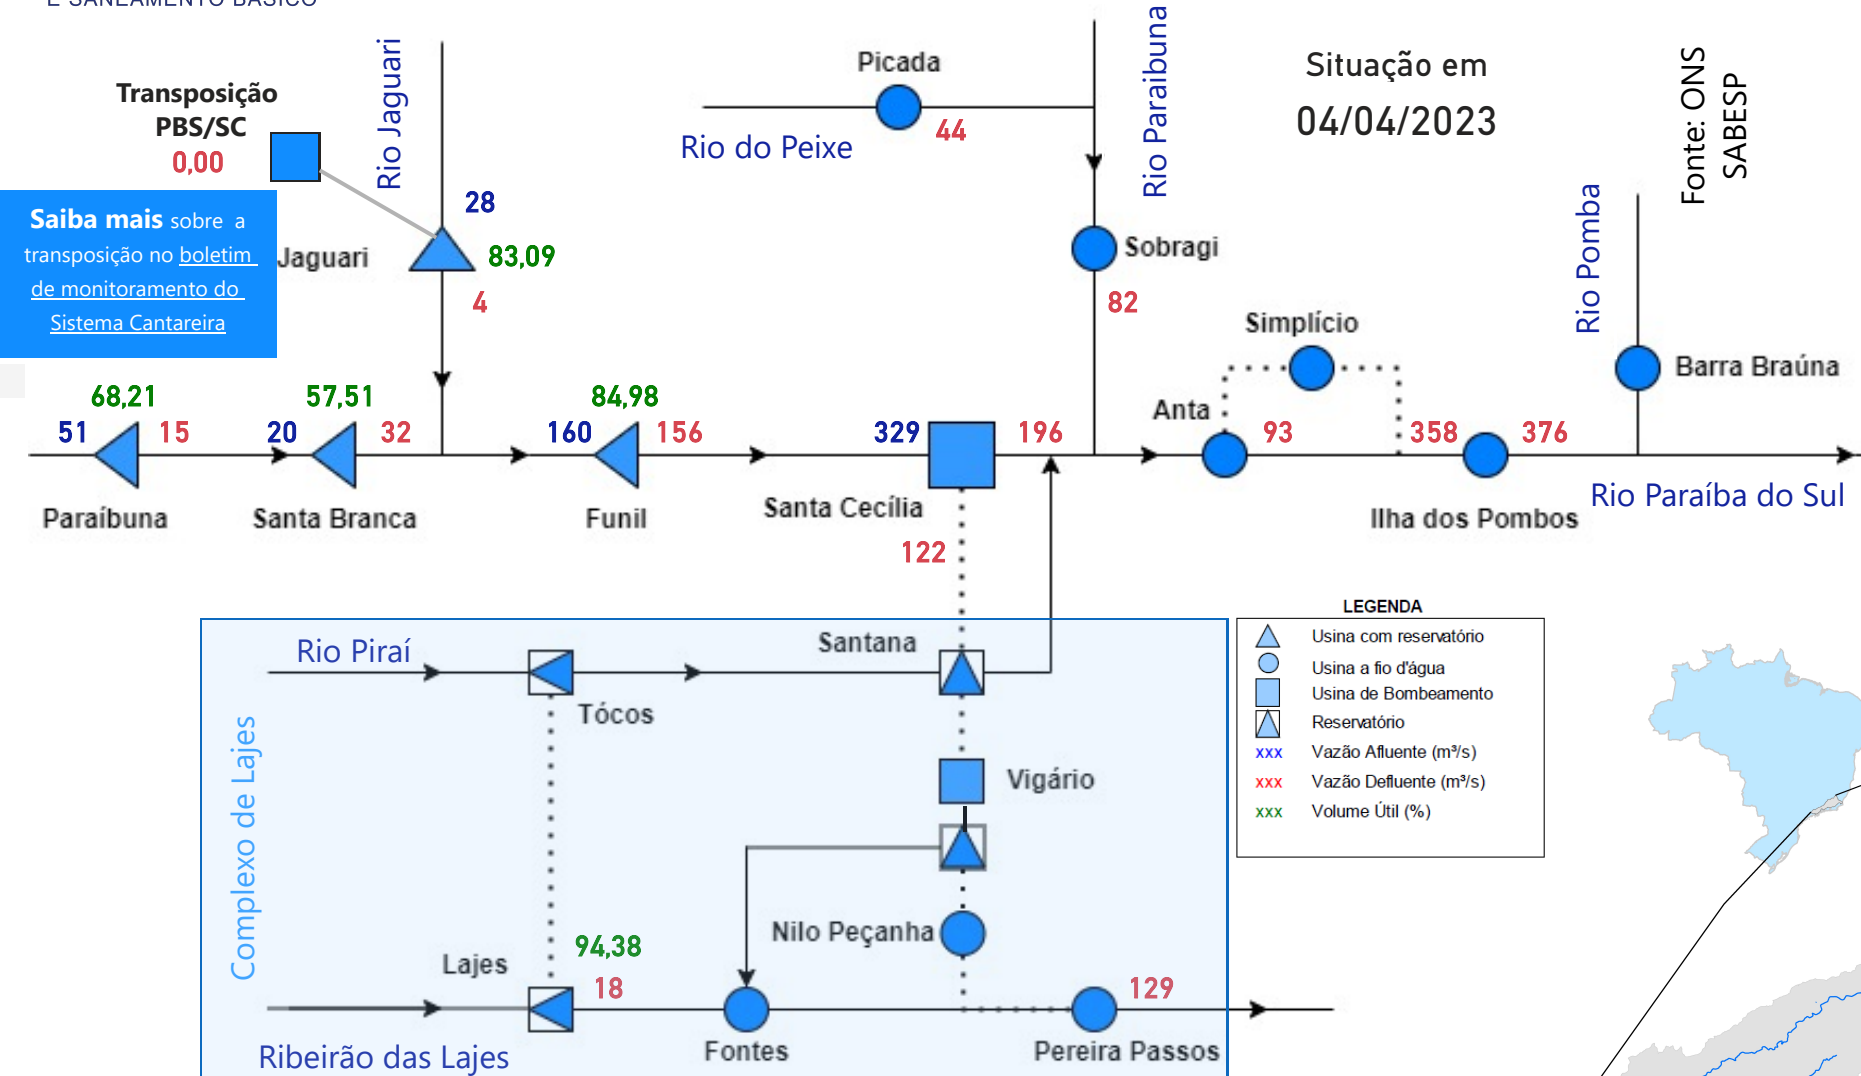 E SANEAMENTO BÁSICO
Situação em
04/04/2023
Fonte: ONS
SABESP
Transposição
PBS/SC
0,00
Saiba mais sobre a
transposição no boletim
de monitoramento do
Sistema Cantareira
Rio Jaguari
28
Jaguari
83,09
4
Picada
44
Rio do Peixe
Rio Paraibuna
Sobragi
82
Simplício
Rio Pomba
Barra Braúna
68,21
51
15
Paraíbuna
57,51
20
32
Santa Branca
84,98
160
156
Funil
329
196
Santa Cecília
122
Anta
93
358
376
Ilha dos Pombos
Rio Paraíba do Sul
Complexo de Lajes
Rio Piraí
Tócos
Santana
Vigário
Nilo Peçanha
Lajes
94,38
18
Ribeirão das Lajes
Fontes
129
Pereira Passos
LEGENDA
Usina com reservatório
Usina a fio d'água
Usina de Bombeamento
Reservatório
xxx Vazão Afluente (m³/s)
xxx Vazão Defluente (m³/s)
xxx Volume Útil (%)